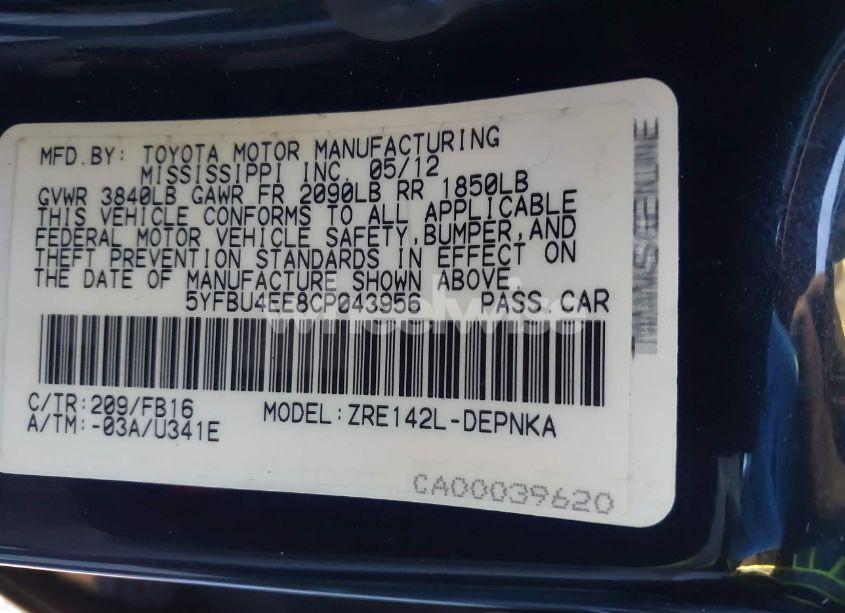 MFD.BY: TOYOTA MOTOR MANUFACTURING
MISSISSIPPI INC. 05/12
GVWR 3840LB GAWR FR 2090LB RR 1850LB
THIS VEHICLE CONFORMS TO ALL APPLICABLE
FEDERAL MOTOR VEHICLE SAFETY, BUMPER, AND
THEFT PREVENTION STANDARDS IN EFFECT ON
THE DATE OF MANUFACTURE SHOWN ABOVE.
5YFBU4EE8CP043956 PASS.CAR
wheelwise
C/TR:209/FB16 MODEL:ZRE142L-DEPNKA
A/TM:-03A/U341E
CA00039620